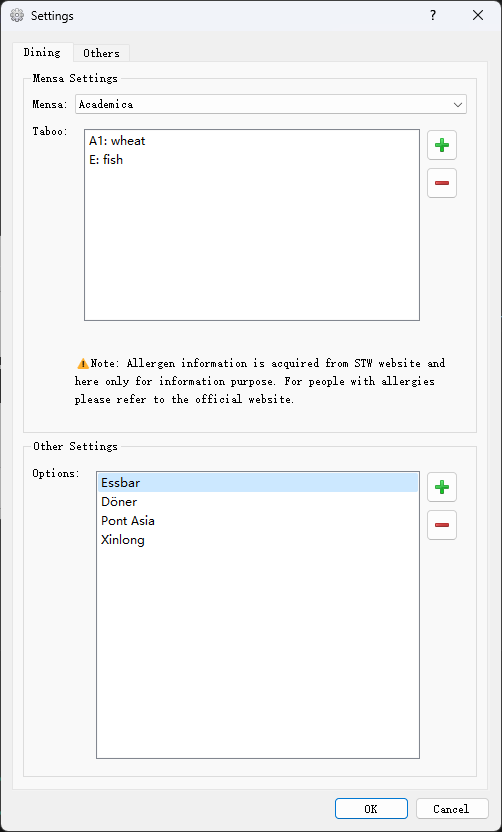 Settings
?
Dining
Others
Mensa Settings
Mensa: Academica
Taboo:
A1: wheat
E: fish
Note: Allergen information is acquired from STW website and
here only for information purpose. For people with allergies
please refer to the official website.
Other Settings
Options:
Essbar
Döner
Pont Asia
Xinlong
OK
Cancel